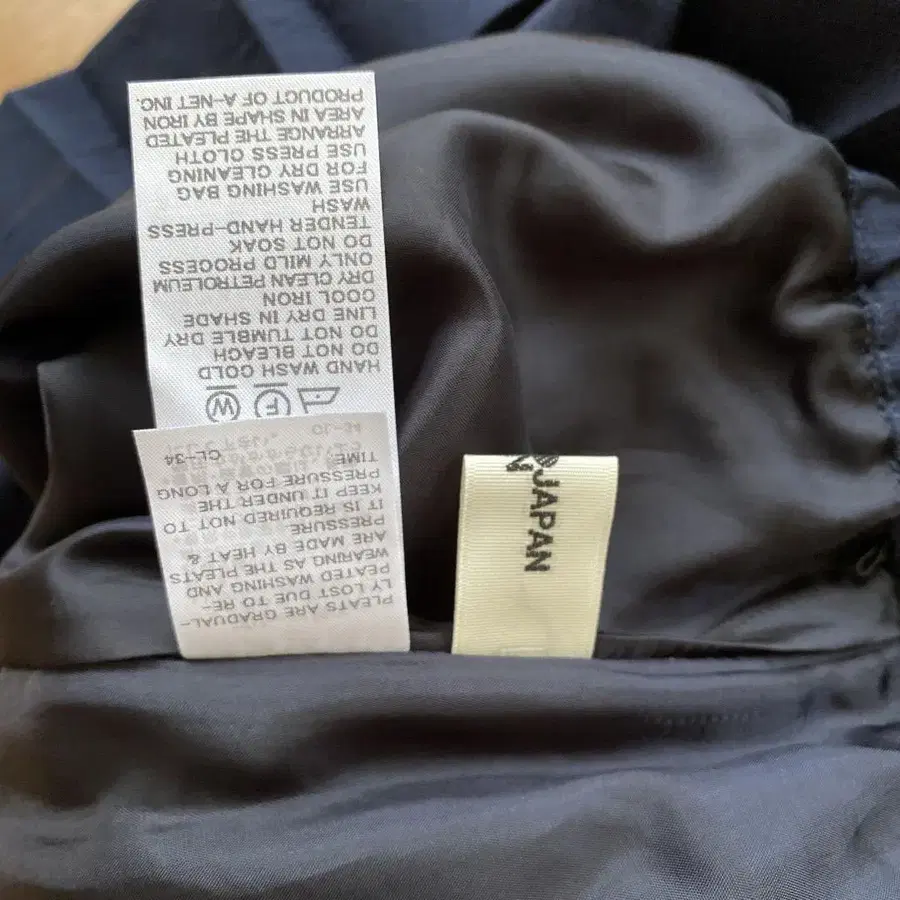 W F
HAND WASH COLD
DO NOT BLEACH
DO NOT TUMBLE DRY
LINE DRY IN SHADE
COOL IRON
DRY CLEAN PETROLEUM
ONLY MILD PROCESS
DO NOT SOAK
TENDER HAND-PRESS
WASH
USE WASHING BAG
FOR DRY CLEANING
USE PRESS CLOTH
ARRANGE THE PLEATED
AREA IN SHAPE BY IRON
PRODUCT OF A-NET INC.
PLEATS ARE GRADUAL-
LY LOST DUE TO RE-
PEATED WASHING AND
WEARING AS THE PLEATS
ARE MADE BY HEAT &
PRESSURE
IT IS REQUIRED NOT TO
KEEP IT UNDER THE
PRESSURE FOR A LONG
TIME CL-34
JAPAN